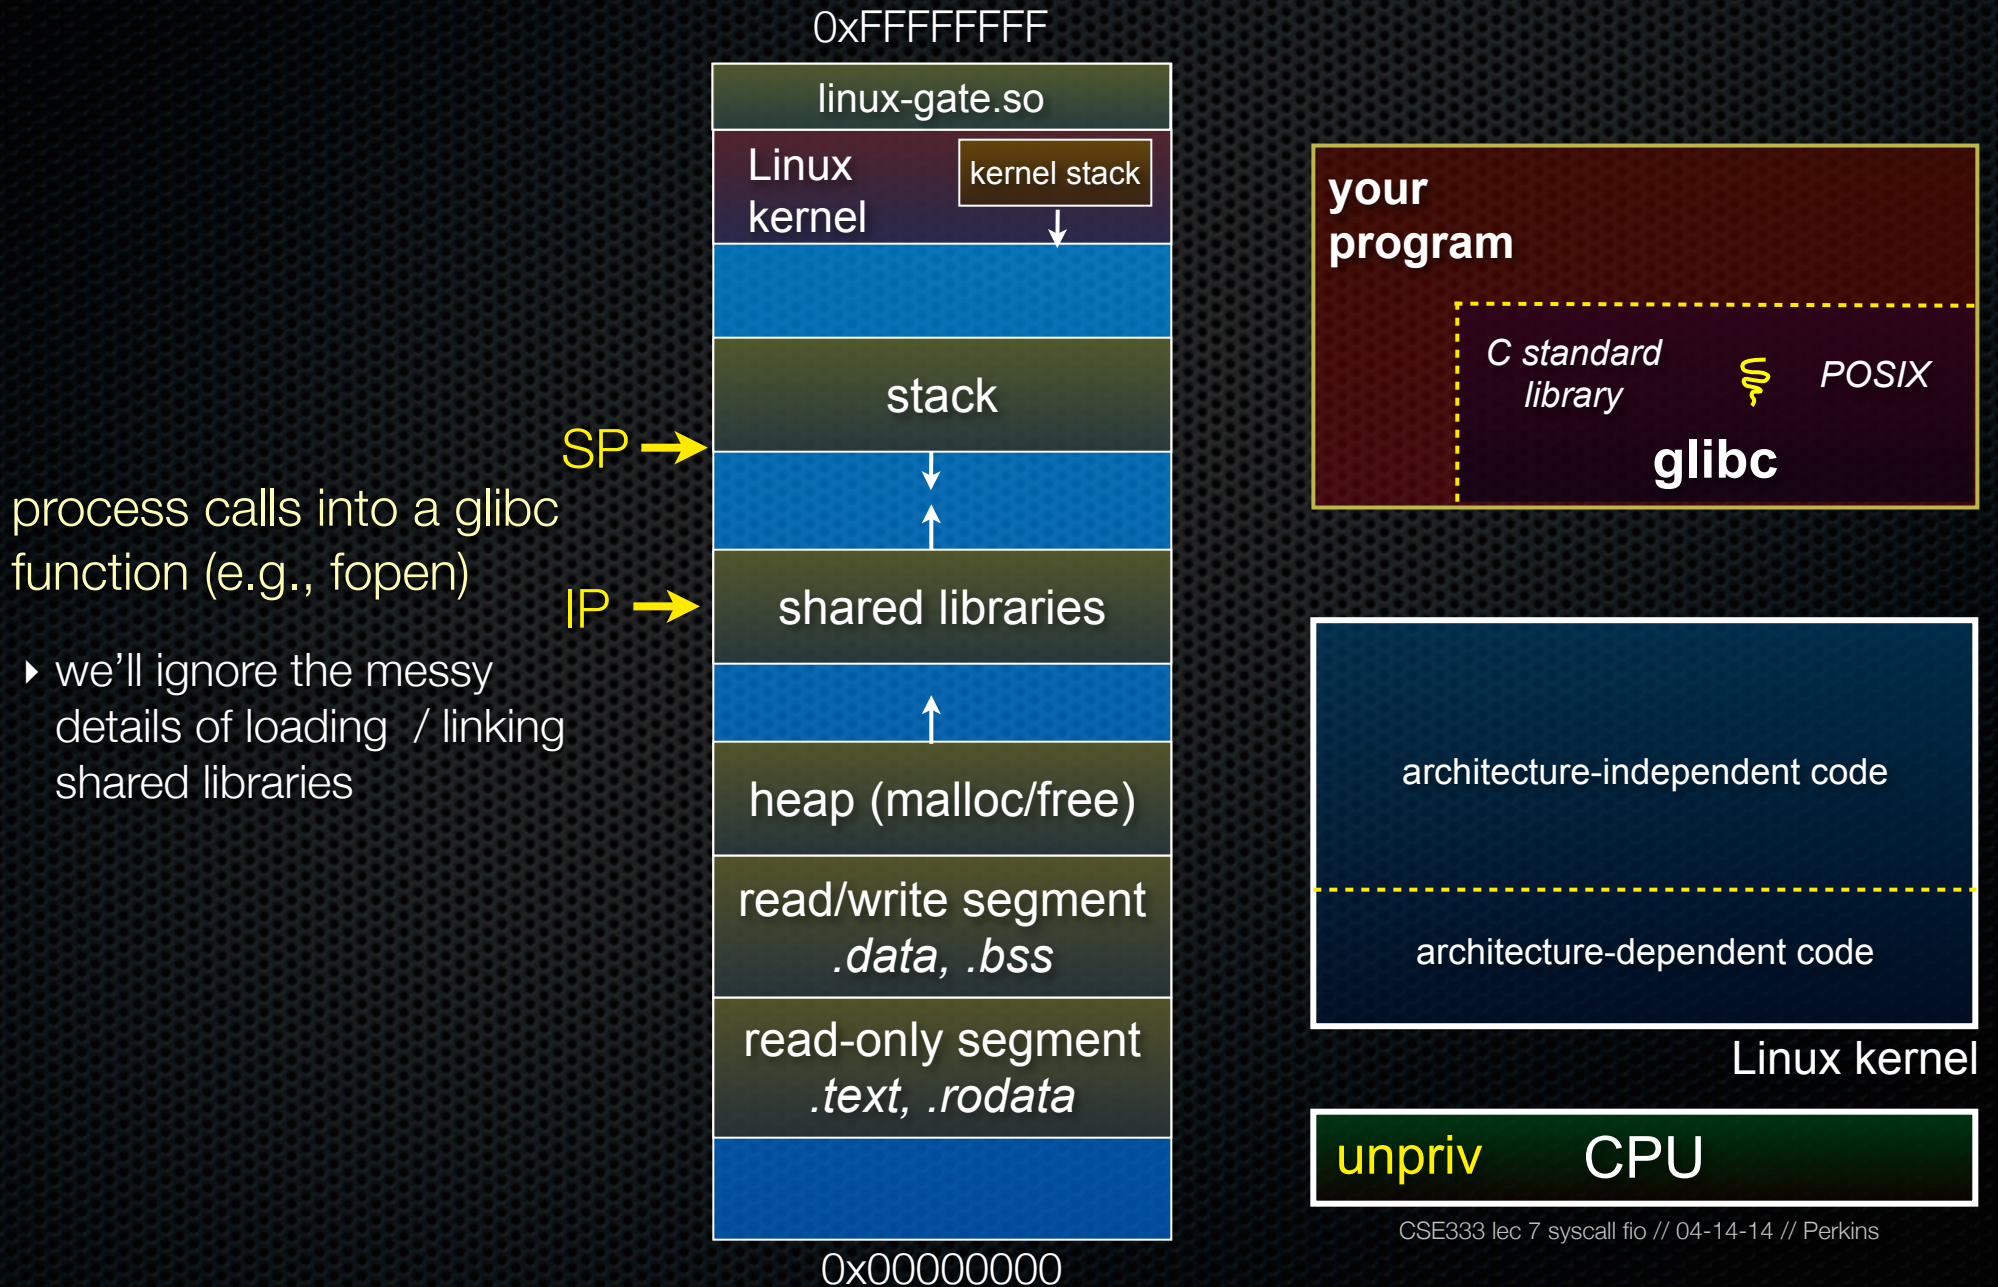 0xFFFFFFFF
linux-gate.so
Linux
kernel
kernel stack
stack
SP
process calls into a glibc
function (e.g., fopen)
IP
shared libraries
▸ we’ll ignore the messy
details of loading / linking
shared libraries
heap (malloc/free)
read/write segment
.data, .bss
read-only segment
.text, .rodata
0x00000000
your
program
C standard
library
POSIX
glibc
architecture-independent code
architecture-dependent code
Linux kernel
unpriv CPU
CSE333 lec 7 syscall fio // 04-14-14 // Perkins